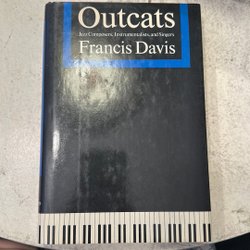 Outcats
Jazz Composers, Instrumentalists, and Singers
Francis Davis